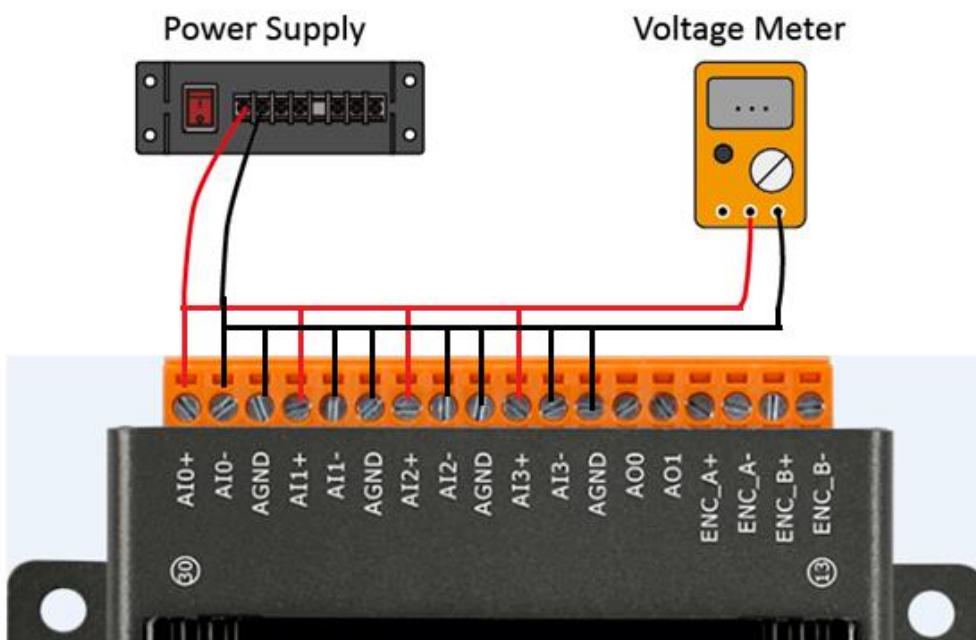 Power Supply
Voltage Meter
...
AI0+
AI0-
AGND
AI1+
AI1-
AGND
AI2+
AI2-
AGND
AI3+
AI3-
AGND
AO0
AO1
ENC_A+
ENC_A-
ENC_B+
ENC_B-
30
13